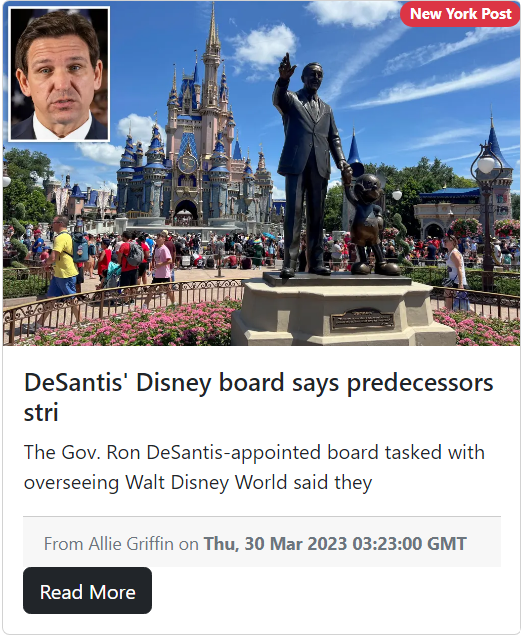 New York Post
DeSantis' Disney board says predecessors
stri
The Gov. Ron DeSantis-appointed board tasked with
overseeing Walt Disney World said they
From Allie Griffin on Thu, 30 Mar 2023 03:23:00 GMT
Read More